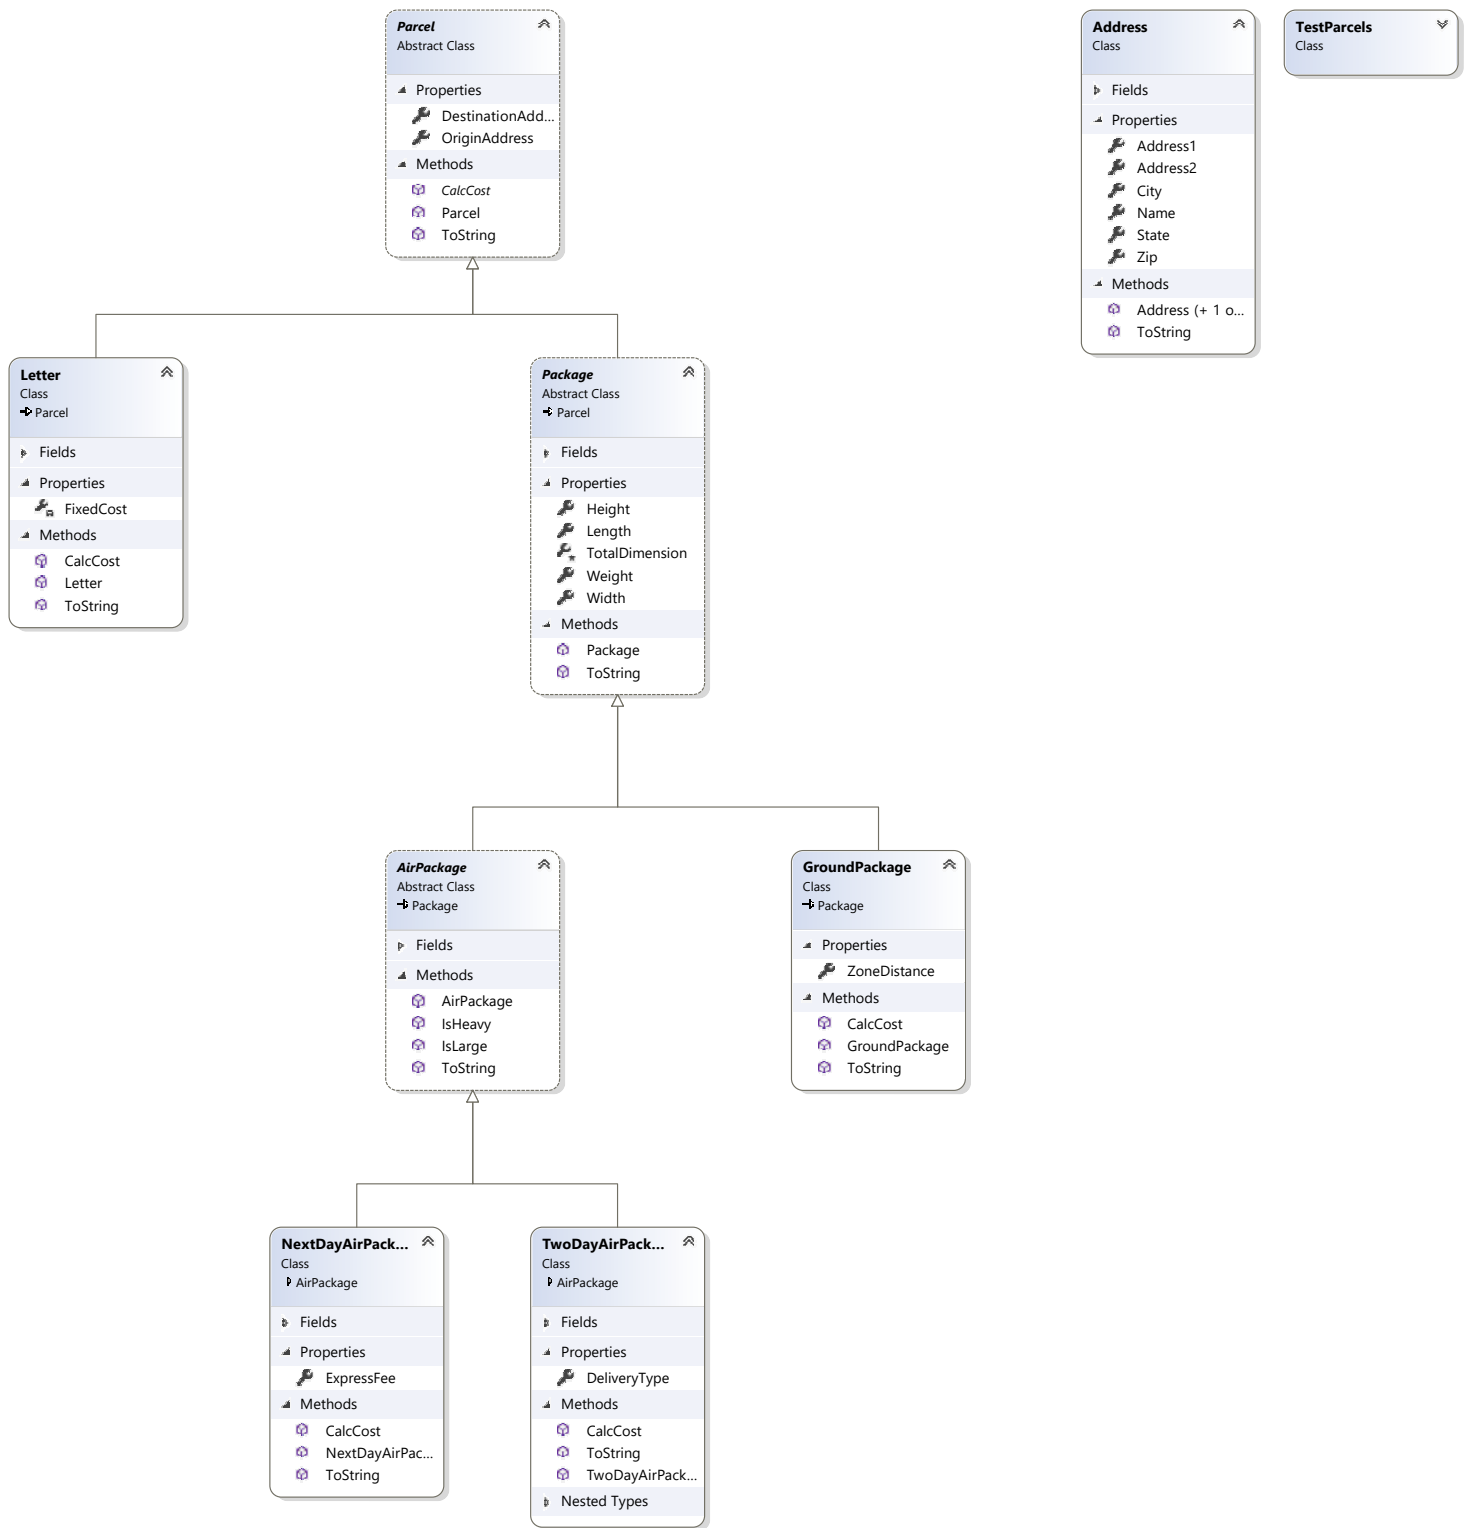 Parcel
Abstract Class
Properties
DestinationAdd...
OriginAddress
Methods
CalcCost
Parcel
ToString
Address
Class
Fields
Properties
Address1
Address2
City
Name
State
Zip
Methods
Address (+ 1 o...
ToString
TestParcels
Class
Letter
Class
Parcel
Fields
Properties
FixedCost
Methods
CalcCost
Letter
ToString
Package
Abstract Class
Parcel
Fields
Properties
Height
Length
TotalDimension
Weight
Width
Methods
Package
ToString
AirPackage
Abstract Class
Package
Fields
Methods
AirPackage
IsHeavy
IsLarge
ToString
GroundPackage
Class
Package
Properties
ZoneDistance
Methods
CalcCost
GroundPackage
ToString
NextDayAirPack...
Class
AirPackage
Fields
Properties
ExpressFee
Methods
CalcCost
NextDayAirPac...
ToString
TwoDayAirPack...
Class
AirPackage
Fields
Properties
DeliveryType
Methods
CalcCost
ToString
TwoDayAirPack...
Nested Types